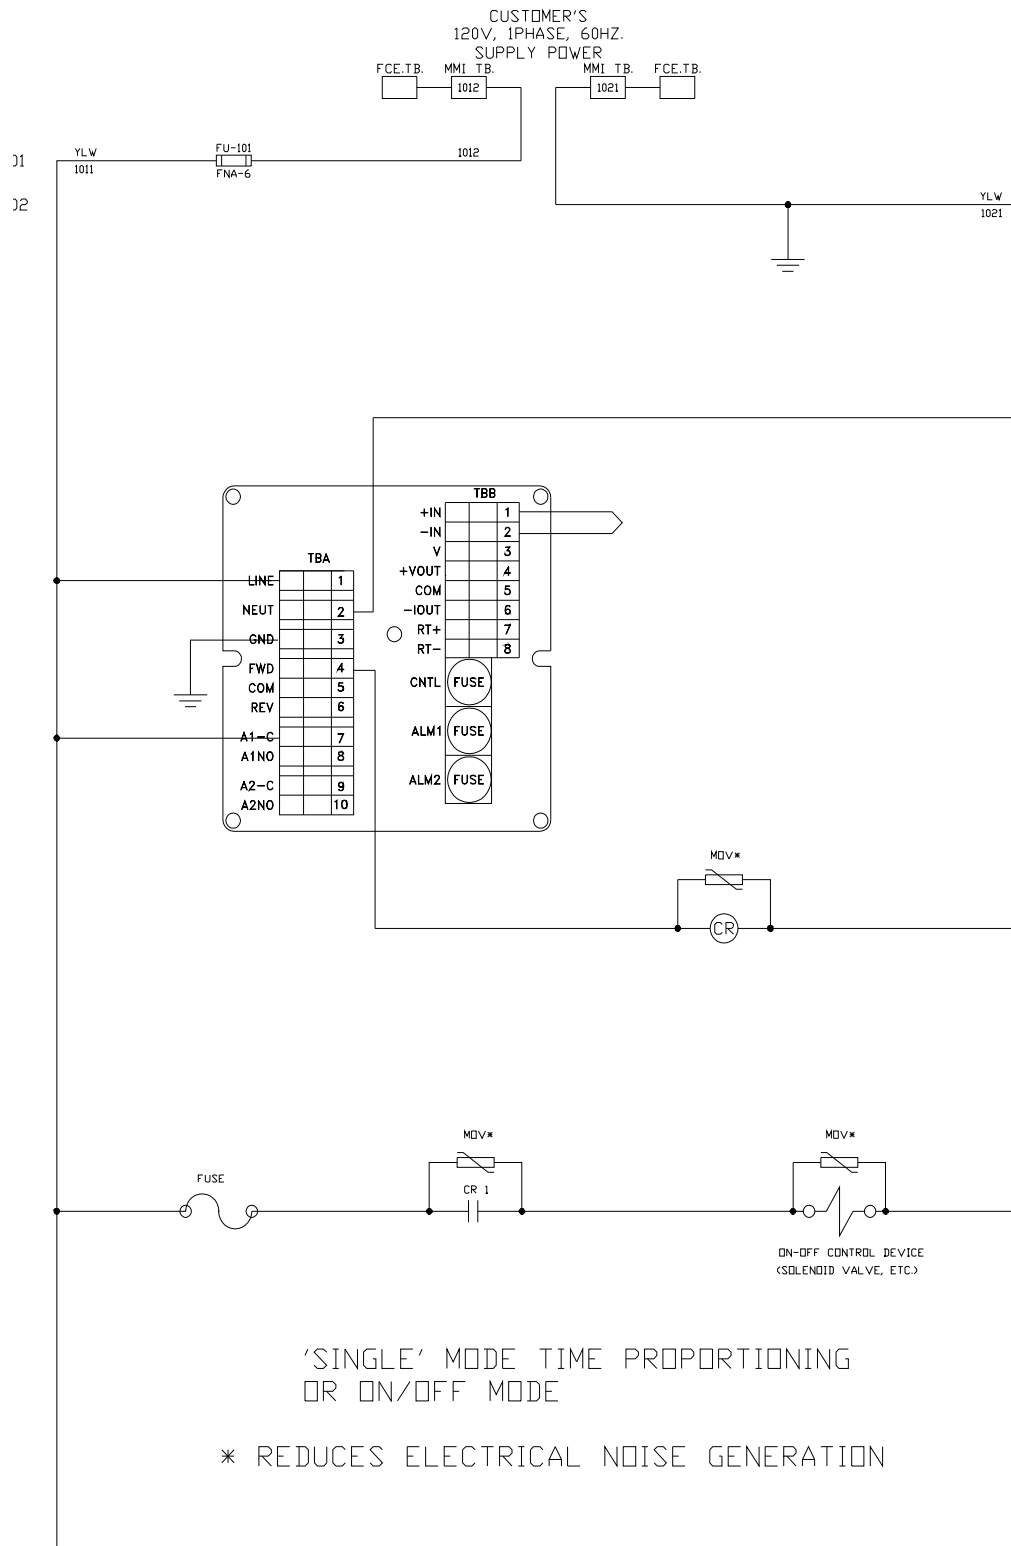 CUSTOMER'S
120V, 1PHASE, 60HZ.
SUPPLY POWER
FCE.TB. MMI TB. MMI TB. FCE.TB.
1012 1021
YLW FU-101 1012
1011 FNA-6
YLW
1021
TBB
+IN 1
-IN 2
V 3
+VOUT 4
COM 5
-IOUT 6
RT+ 7
RT- 8
CNTL FUSE
ALM1 FUSE
ALM2 FUSE
TBA
LINE 1
NEUT 2
GND 3
FWD 4
COM 5
REV 6
A1-C 7
A1NO 8
A2-C 9
A2NO 10
MOV*
CR
FUSE
MOV*
CR 1
MOV*
ON-OFF CONTROL DEVICE
(SOLENOID VALVE, ETC.)
'SINGLE' MODE TIME PROPORTIONING
OR ON/OFF MODE
* REDUCES ELECTRICAL NOISE GENERATION